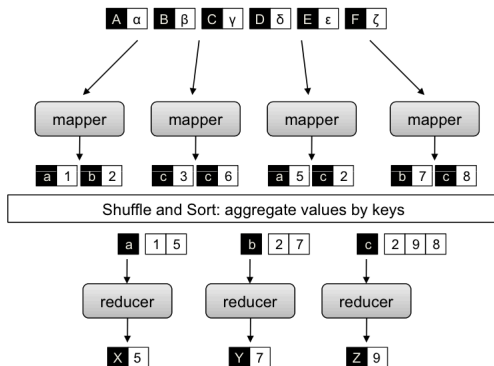 A α B β C γ D δ E ε F ζ
mapper mapper mapper mapper
a 1 b 2 c 3 c 6 a 5 c 2 b 7 c 8
Shuffle and Sort: aggregate values by keys
a 1 5 b 2 7 c 2 9 8
reducer reducer reducer
X 5 Y 7 Z 9